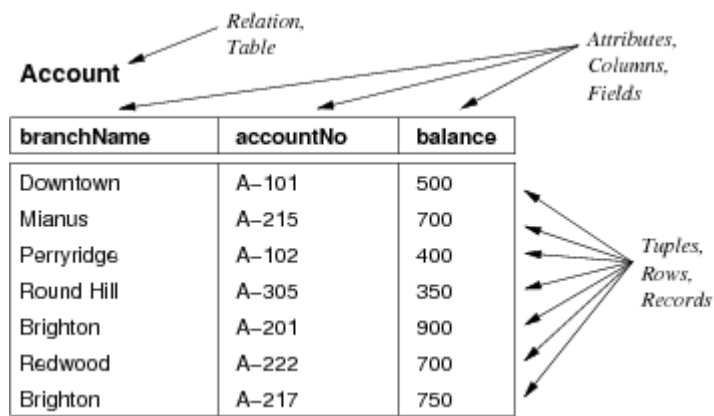 Relation,
Table
Attributes,
Columns,
Fields
Account
branchName accountNo balance
Downtown A–101 500
Mianus A–215 700
Perryridge A–102 400
Round Hill A–305 350
Brighton A–201 900
Redwood A–222 700
Brighton A–217 750
Tuples,
Rows,
Records